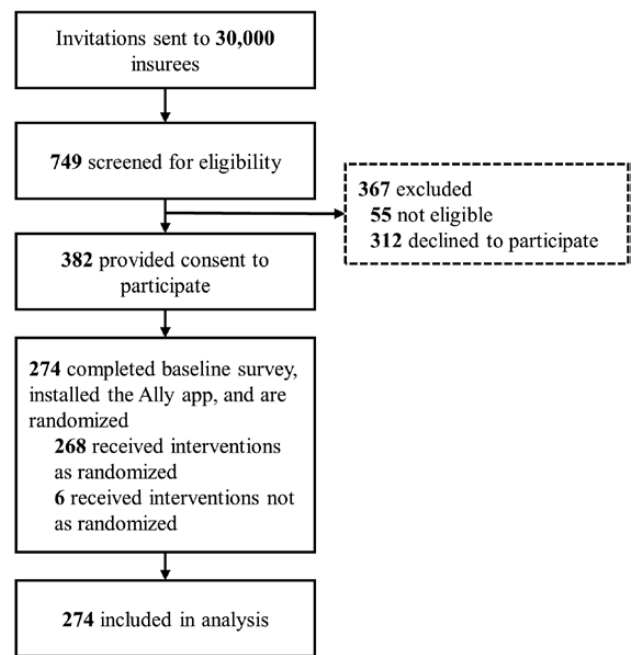 Invitations sent to 30,000
insurees
749 screened for eligibility
367 excluded
55 not eligible
312 declined to participate
382 provided consent to
participate
274 completed baseline survey,
installed the Ally app, and are
randomized
268 received interventions
as randomized
6 received interventions not
as randomized
274 included in analysis